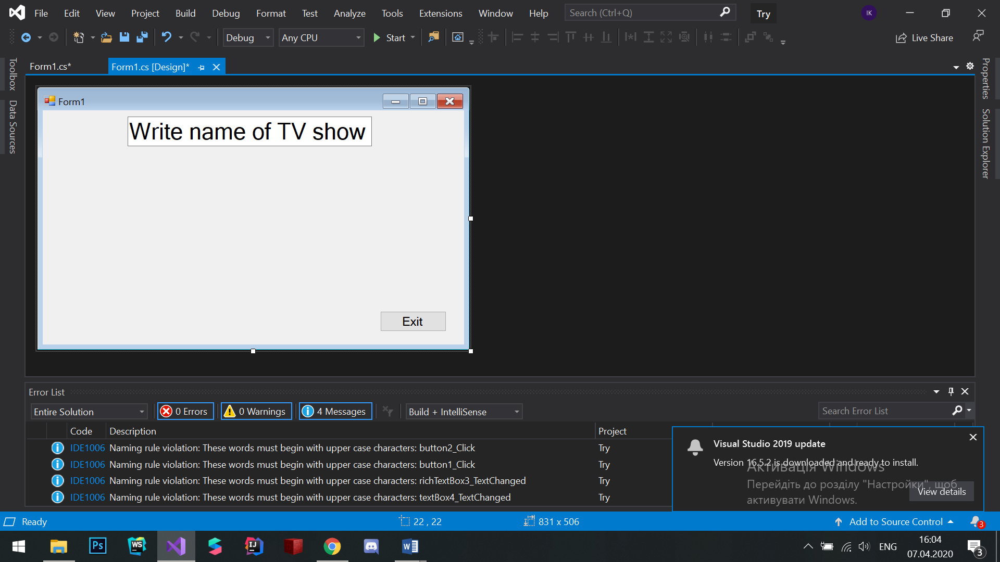 File Edit View Project Build Debug Format Test Analyze Tools Extensions Window Help Search (Ctrl+Q) Try IK
Debug Any CPU Start Live Share
Form1.cs* Form1.cs [Design]*
Toolbox
Data Sources
Properties
Solution Explorer
Form1
Write name of TV show
Exit
Error List
Entire Solution 0 Errors 0 Warnings 4 Messages Build + IntelliSense Search Error List
Code Description Project
IDE1006 Naming rule violation: These words must begin with upper case characters: button2_Click Try
IDE1006 Naming rule violation: These words must begin with upper case characters: button1_Click Try
IDE1006 Naming rule violation: These words must begin with upper case characters: richTextBox3_TextChanged Try
IDE1006 Naming rule violation: These words must begin with upper case characters: textBox4_TextChanged Try
Visual Studio 2019 update
Version 16.5.2 is downloaded and ready to install.
View details
Активація Windows
Перейдіть до розділу "Настройки", щоб
активувати Windows.
Ready 22 , 22 831 x 506 Add to Source Control 3
Ps WS IJ W ENG
16:04
07.04.2020
3